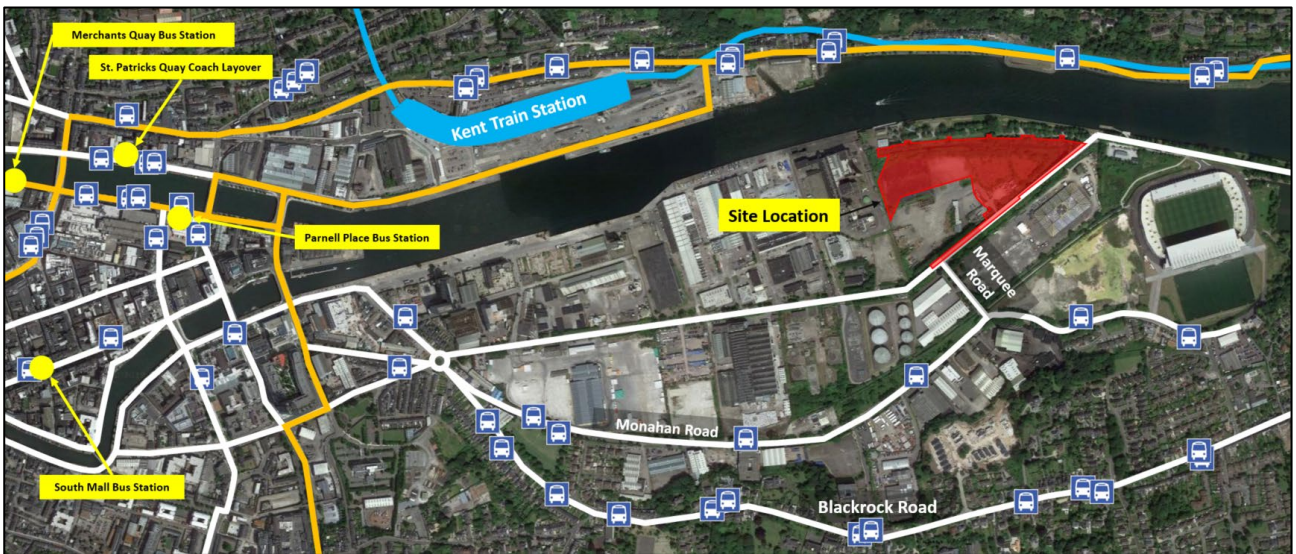 Merchants Quay Bus Station
St. Patricks Quay Coach Layover
Kent Train Station
Site Location
Parnell Place Bus Station
Marquee
Road
Monahan Road
South Mall Bus Station
Blackrock Road